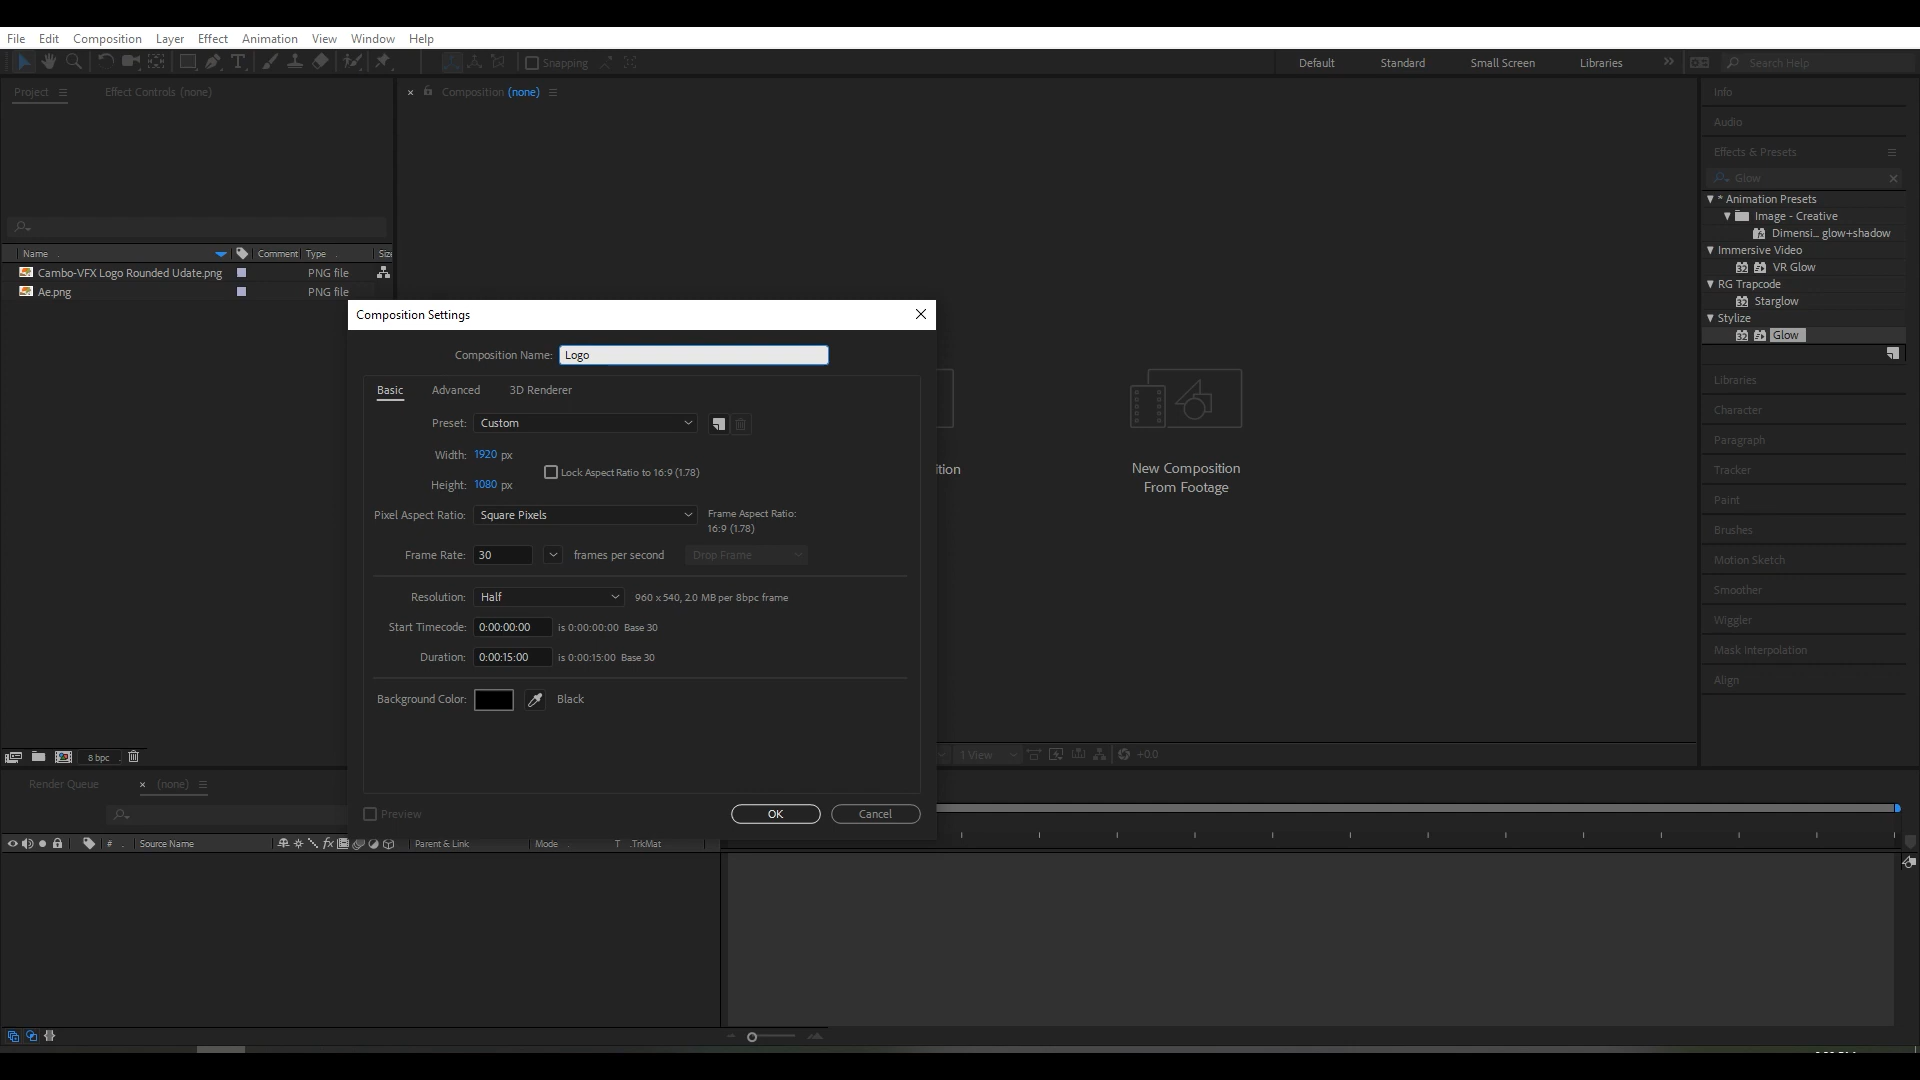 File Edit Composition Layer Effect Animation View Window Help
Snapping
Default Standard Small Screen Libraries
Search Help
Project Effect Controls (none)
Composition (none)
Name Comment Type Siz
Cambo-VFX Logo Rounded Udate.png PNG file
Ae.png PNG file
Composition Settings
Composition Name: Logo
Basic Advanced 3D Renderer
Preset: Custom
Width: 1920 px
Lock Aspect Ratio to 16:9 (1.78)
Height: 1080 px
Pixel Aspect Ratio: Square Pixels
Frame Aspect Ratio:
16:9 (1.78)
Frame Rate: 30 frames per second Drop Frame
Resolution: Half 960 x 540, 2.0 MB per 8bpc frame
Start Timecode: 0:00:00:00 is 0:00:00:00 Base 30
Duration: 0:00:15:00 is 0:00:15:00 Base 30
Background Color: Black
Preview OK Cancel
ition
New Composition
From Footage
Info
Audio
Effects & Presets
Glow
* Animation Presets
Image - Creative
Dimensi... glow+shadow
Immersive Video
32 VR Glow
RG Trapcode
32 Starglow
Stylize
32 Glow
Libraries
Character
Paragraph
Tracker
Paint
Brushes
Motion Sketch
Smoother
Wiggler
Mask Interpolation
Align
8 bpc
1 View +0.0
Render Queue (none)
# Source Name fx Parent & Link Mode T .TrkMat